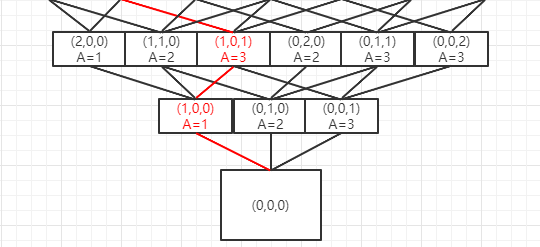 (2,0,0) (1,1,0) (1,0,1) (0,2,0) (0,1,1) (0,0,2)
A=1 A=2 A=3 A=2 A=3 A=3
(1,0,0) (0,1,0) (0,0,1)
A=1 A=2 A=3
(0,0,0)